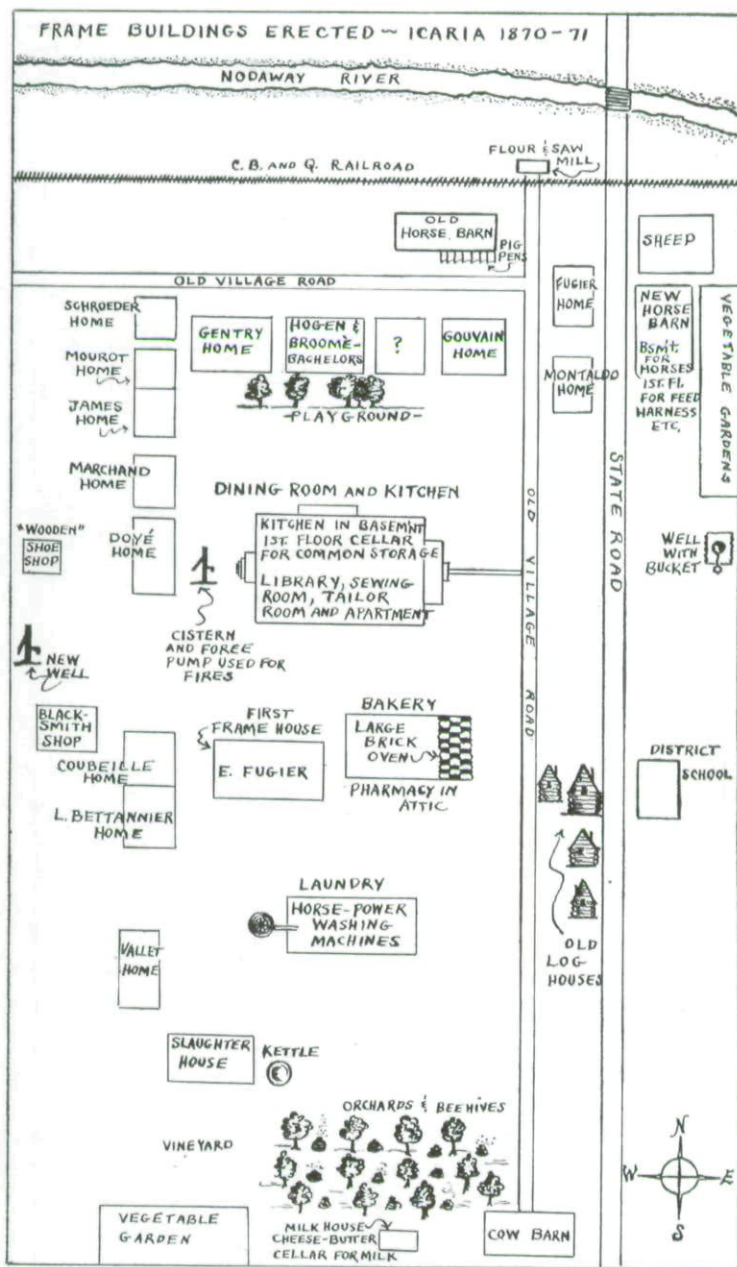 FRAME BUILDINGS ERECTED ~ ICARIA 1870-71
NODAWAY RIVER
FLOUR & SAW
MILL
C. B. AND Q. RAILROAD
OLD
HORSE BARN
PIG
PENS
SHEEP
OLD VILLAGE ROAD
FUGIER
HOME
NEW
HORSE
BARN
BSM'T.
FOR
HORSES
1ST. FL.
FOR FEED
HARNESS
ETC.
VEGETABLE GARDENS
SCHROEDER
HOME
GENTRY
HOME
HOGEN &
BROOME-
BACHELORS
?
GOUVAIN
HOME
MOUROT
HOME
MONTALDO
HOME
JAMES
HOME
-PLAYGROUND-
MARCHAND
HOME
DINING ROOM AND KITCHEN
KITCHEN IN BASEM'NT
1ST. FLOOR CELLAR
FOR COMMON STORAGE
LIBRARY, SEWING
ROOM, TAILOR
ROOM AND APARTMENT
OLD VILLAGE ROAD
STATE ROAD
"WOODEN"
SHOE
SHOP
DOYÉ
HOME
WELL
WITH
BUCKET
CISTERN
AND FORCE
PUMP USED FOR
FIRES
NEW
WELL
BLACK-
SMITH
SHOP
FIRST
FRAME HOUSE
E. FUGIER
BAKERY
LARGE
BRICK
OVEN
PHARMACY IN
ATTIC
COUBEILLE
HOME
L. BETTANNIER
HOME
DISTRICT
SCHOOL
LAUNDRY
HORSE-POWER
WASHING
MACHINES
OLD
LOG
HOUSES
VALLET
HOME
SLAUGHTER
HOUSE
KETTLE
ORCHARDS & BEEHIVES
VINEYARD
N
W
E
S
VEGETABLE
GARDEN
MILK HOUSE
CHEESE-BUTTER
CELLAR FOR MILK
COW BARN